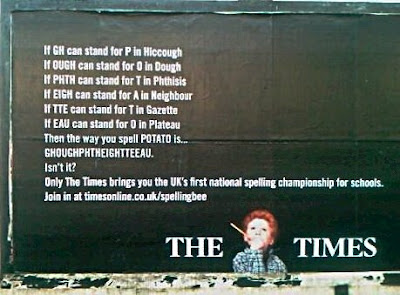 If GH can stand for P in Hiccough
If OUGH can stand for O in Dough
If PHTH can stand for T in Phthisis
If EIGH can stand for A in Neighbour
If TTE can stand for T in Gazette
If EAU can stand for O in Plateau
Then the way you spell POTATO is...
GHOUGHPHTHEIGHTTEEAU.
Isn't it?
Only The Times brings you the UK's first national spelling championship for schools.
Join in at timesonline.co.uk/spellingbee
THE TIMES